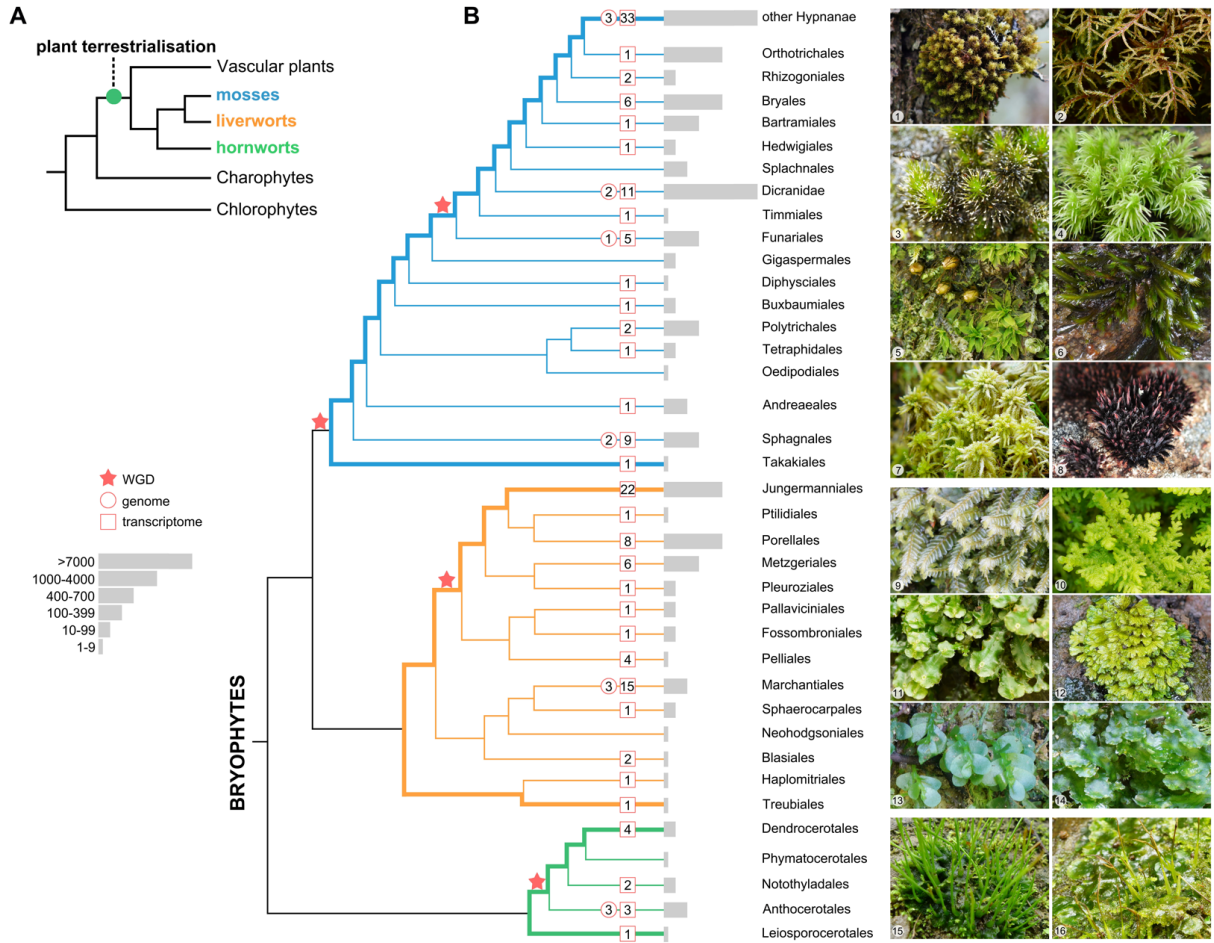 A
plant terrestrialisation
Vascular plants
mosses
liverworts
hornworts
Charophytes
Chlorophytes
WGD
genome
transcriptome
>7000
1000-4000
400-700
100-399
10-99
1-9
BRYOPHYTES
B
3 33 other Hypnanae
1 Orthotrichales
2 Rhizogoniales
6 Bryales
1 Bartramiales
1 Hedwigiales
Splachnales
2 11 Dicranidae
1 Timmiales
1 5 Funariales
Gigaspermales
1 Diphysciales
1 Buxbaumiales
2 Polytrichales
1 Tetraphidales
Oedipodiales
1 Andreaeales
2 9 Sphagnales
1 Takakiales
22 Jungermanniales
1 Ptilidiales
8 Porellales
6 Metzgeriales
1 Pleuroziales
1 Pallaviciniales
1 Fossombroniales
4 Pelliales
3 15 Marchantiales
1 Sphaerocarpales
Neohodgsoniales
2 Blasiales
1 Haplomitriales
1 Treubiales
4 Dendrocerotales
Phymatocerotales
2 Notothyladales
3 3 Anthocerotales
1 Leiosporocerotales
1
2
3
4
5
6
7
8
9
10
11
12
13
14
15
16